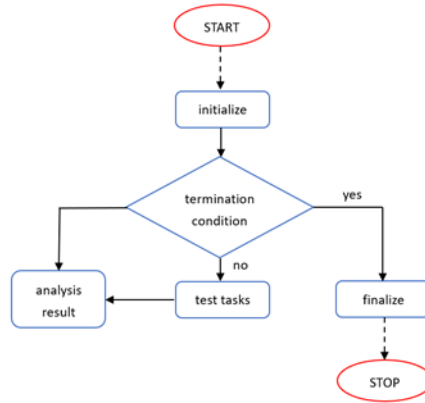 START
initialize
termination
condition
yes
no
analysis
result
test tasks
finalize
STOP